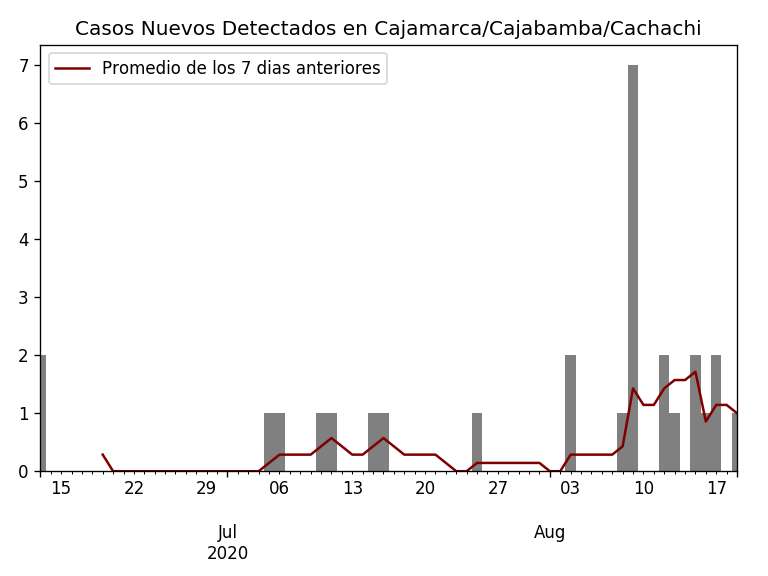 Casos Nuevos Detectados en Cajamarca/Cajabamba/Cachachi
Promedio de los 7 dias anteriores
7
6
5
4
3
2
1
0
15 22 29 06 13 20 27 03 10 17
Jul Aug
2020